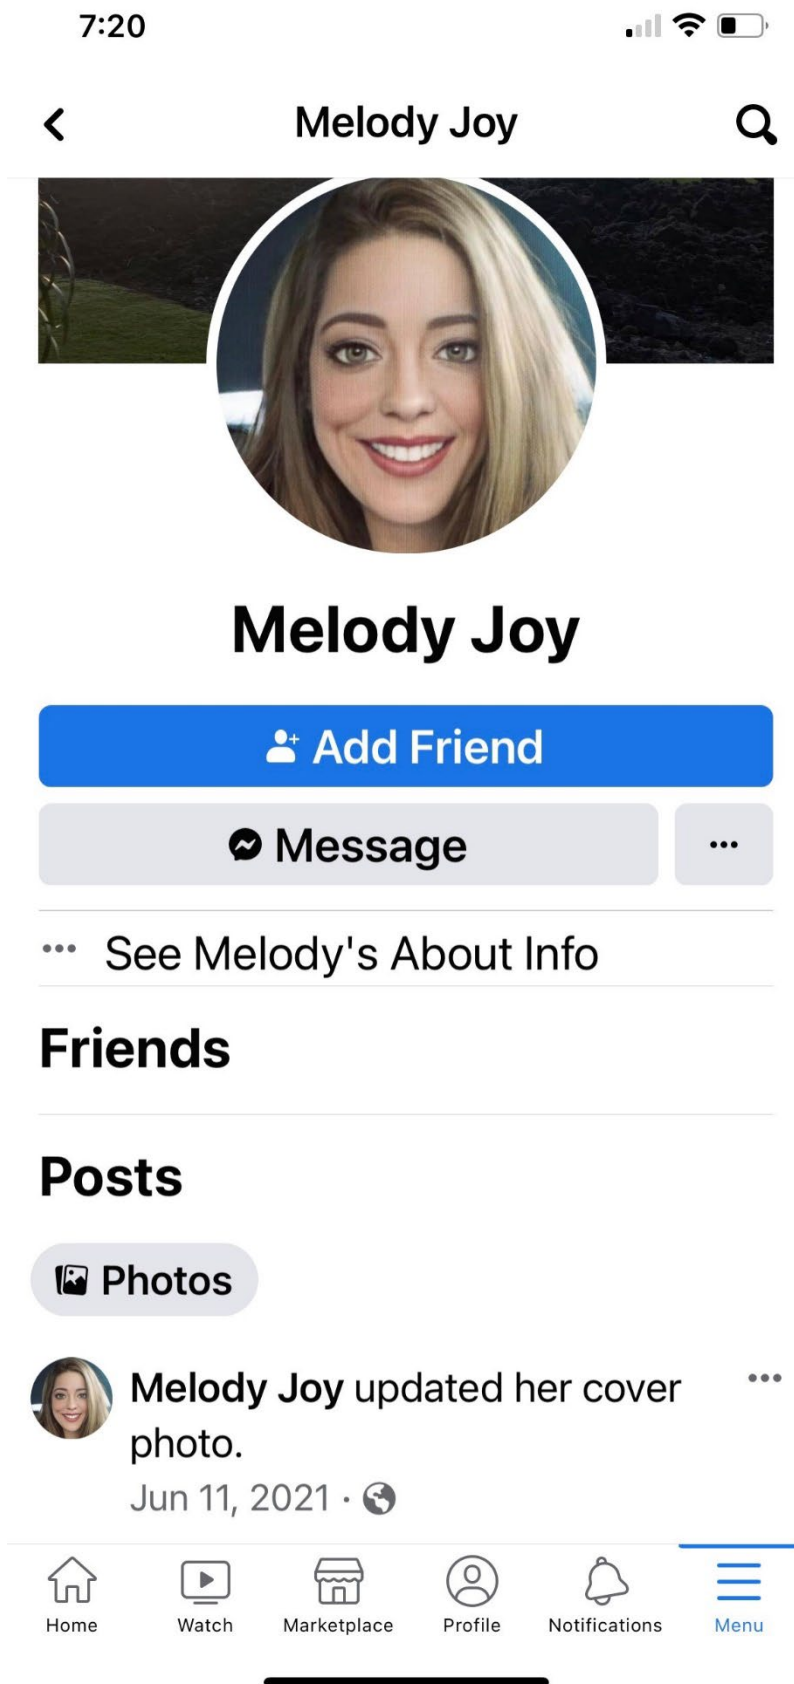 7:20
Melody Joy
Melody Joy
Add Friend
Message
See Melody's About Info
Friends
Posts
Photos
Melody Joy updated her cover
photo.
Jun 11, 2021 ·
Home Watch Marketplace Profile Notifications Menu